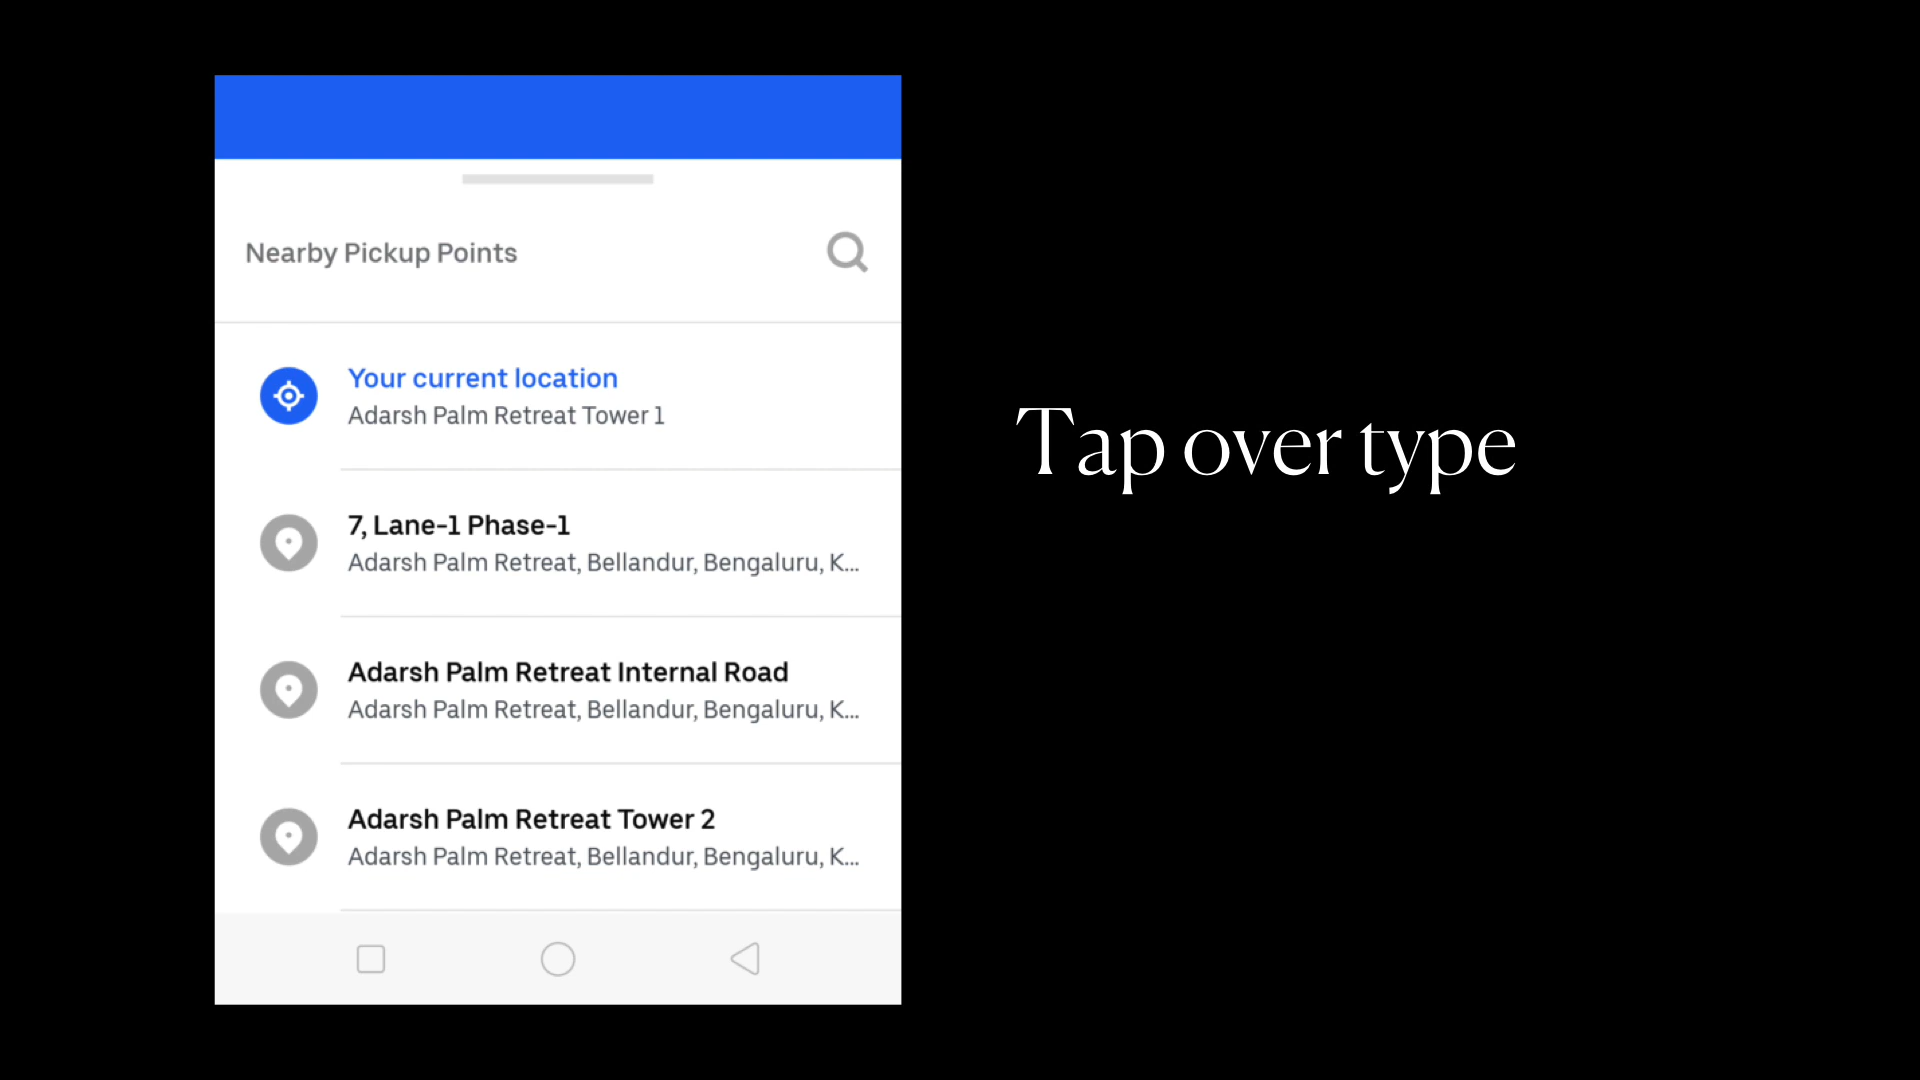 Nearby Pickup Points
Your current location
Adarsh Palm Retreat Tower 1
7, Lane-1 Phase-1
Adarsh Palm Retreat, Bellandur, Bengaluru, K...
Adarsh Palm Retreat Internal Road
Adarsh Palm Retreat, Bellandur, Bengaluru, K...
Adarsh Palm Retreat Tower 2
Adarsh Palm Retreat, Bellandur, Bengaluru, K...
Tap over type